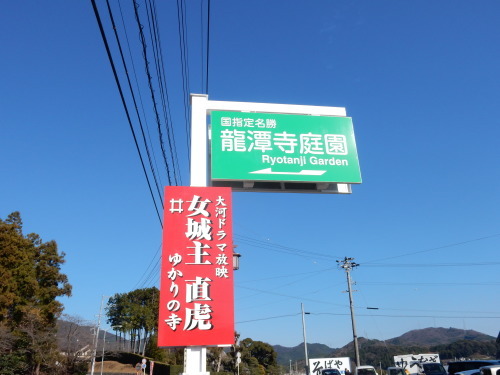 国指定名勝
龍潭寺庭園
Ryotanji Garden
大河ドラマ放映
女城主 直虎
ゆかりの寺
そばや